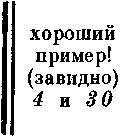 хороший
пример!
(завидно)
4 и 30